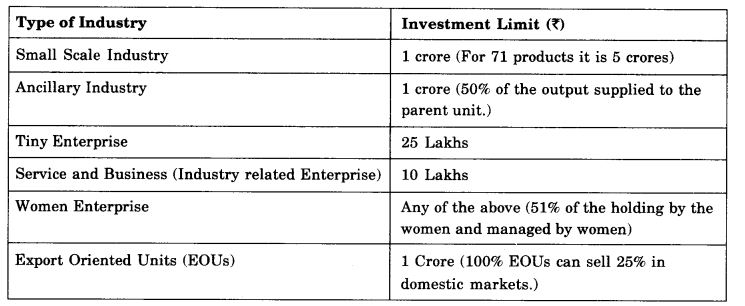 Type of Industry
Investment Limit (₹)
Small Scale Industry
1 crore (For 71 products it is 5 crores)
Ancillary Industry
1 crore (50% of the output supplied to the
parent unit.)
Tiny Enterprise
25 Lakhs
Service and Business (Industry related Enterprise)
10 Lakhs
Women Enterprise
Any of the above (51% of the holding by the
women and managed by women)
Export Oriented Units (EOUs)
1 Crore (100% EOUs can sell 25% in
domestic markets.)